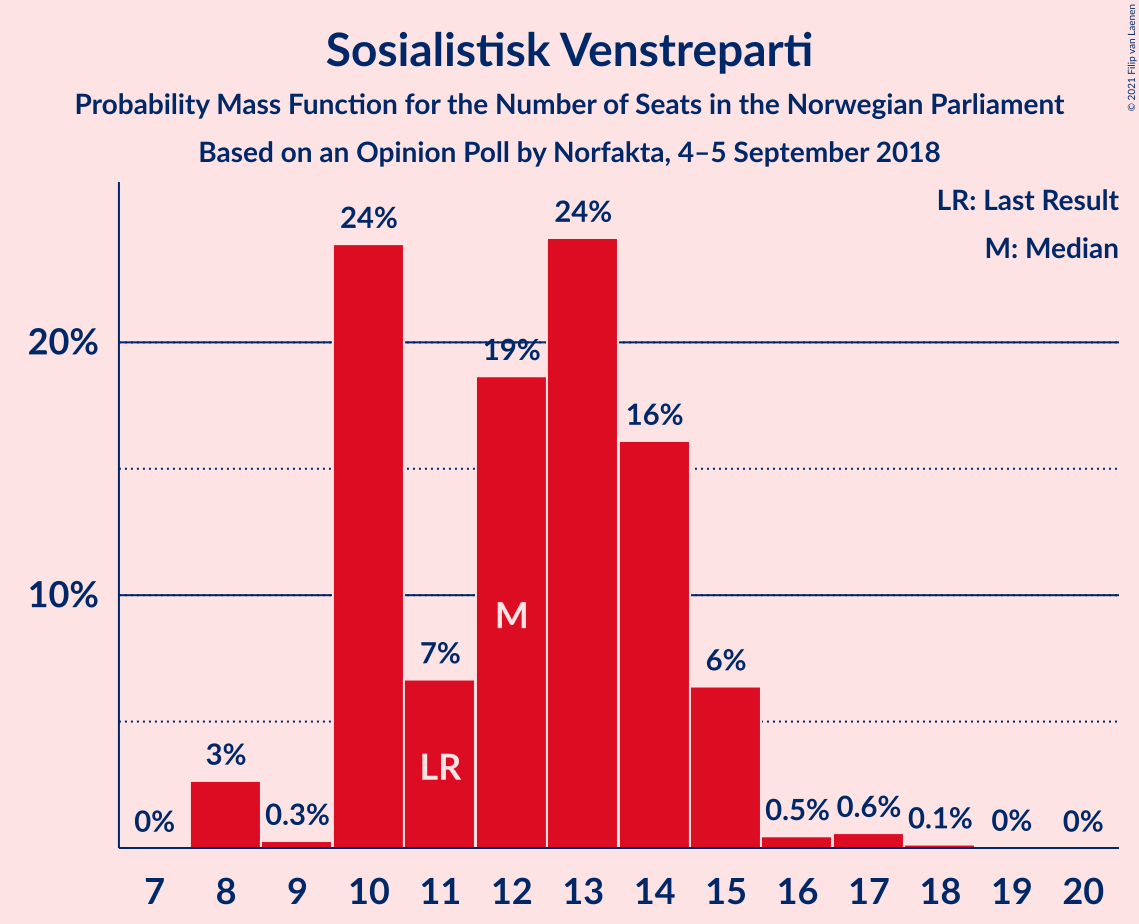 Sosialistisk Venstreparti
Probability Mass Function for the Number of Seats in the Norwegian Parliament
Based on an Opinion Poll by Norfakta, 4–5 September 2018
© 2021 Filip van Laenen
LR: Last Result
M: Median
24%
24%
20%
19%
16%
10%
M
7%
6%
LR
3%
0%
0.3%
0.5%
0.6%
0.1%
0%
0%
7 8 9 10 11 12 13 14 15 16 17 18 19 20